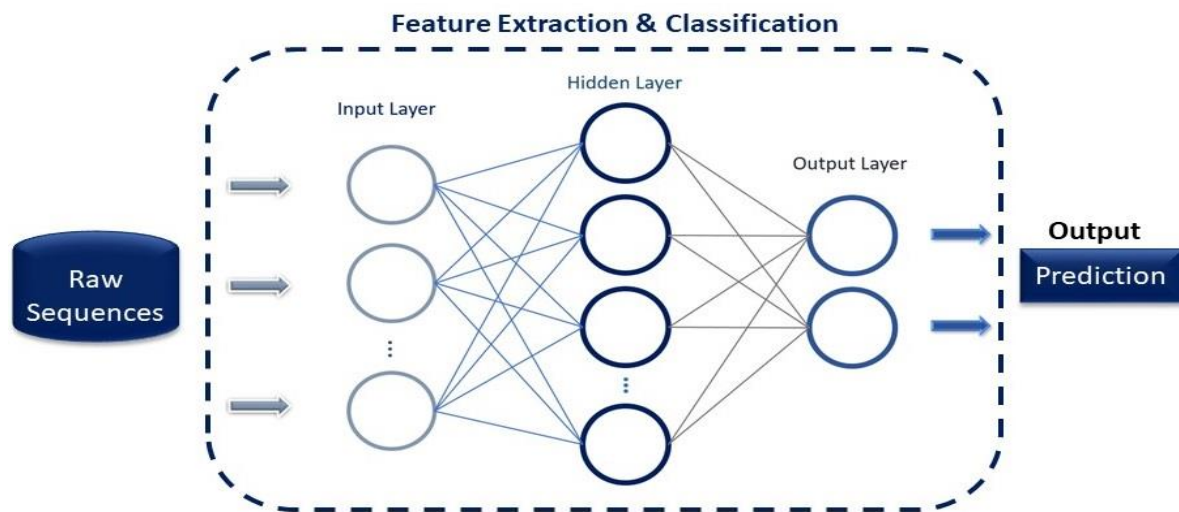 Feature Extraction & Classification
Hidden Layer
Input Layer
Output Layer
Raw
Sequences
...
...
Output
Prediction